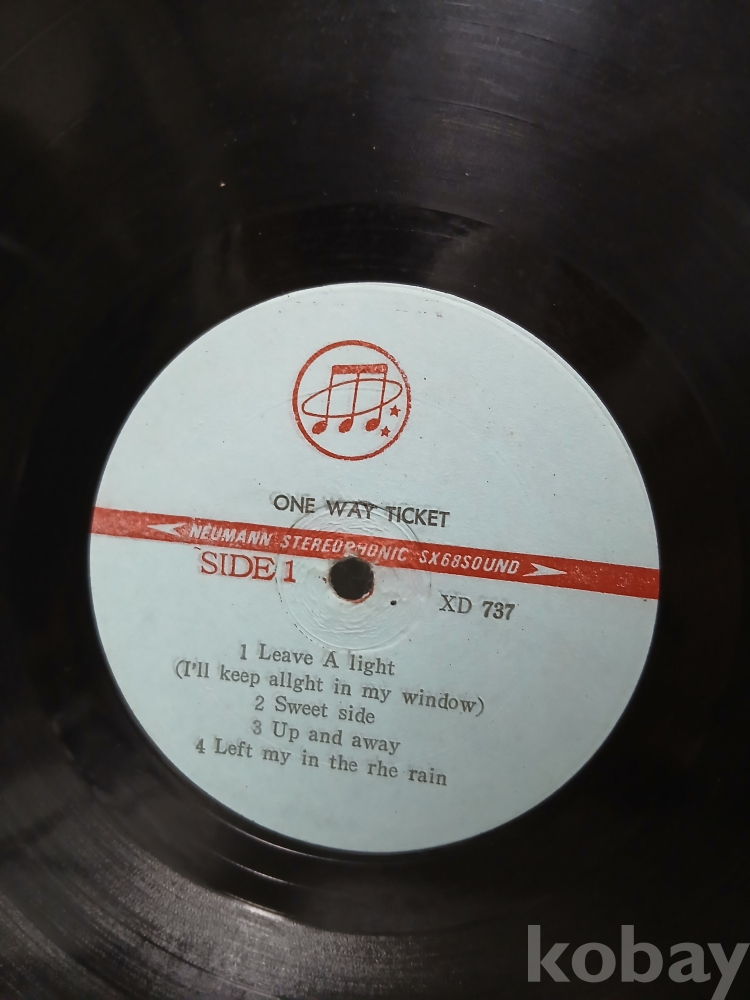 ONE WAY TICKET
NEUMANN STEREOPHONIC SX68SOUND
SIDE 1
XD 737
1 Leave A light
(I'll keep allght in my window)
2 Sweet side
3 Up and away
4 Left my in the rhe rain
kobay